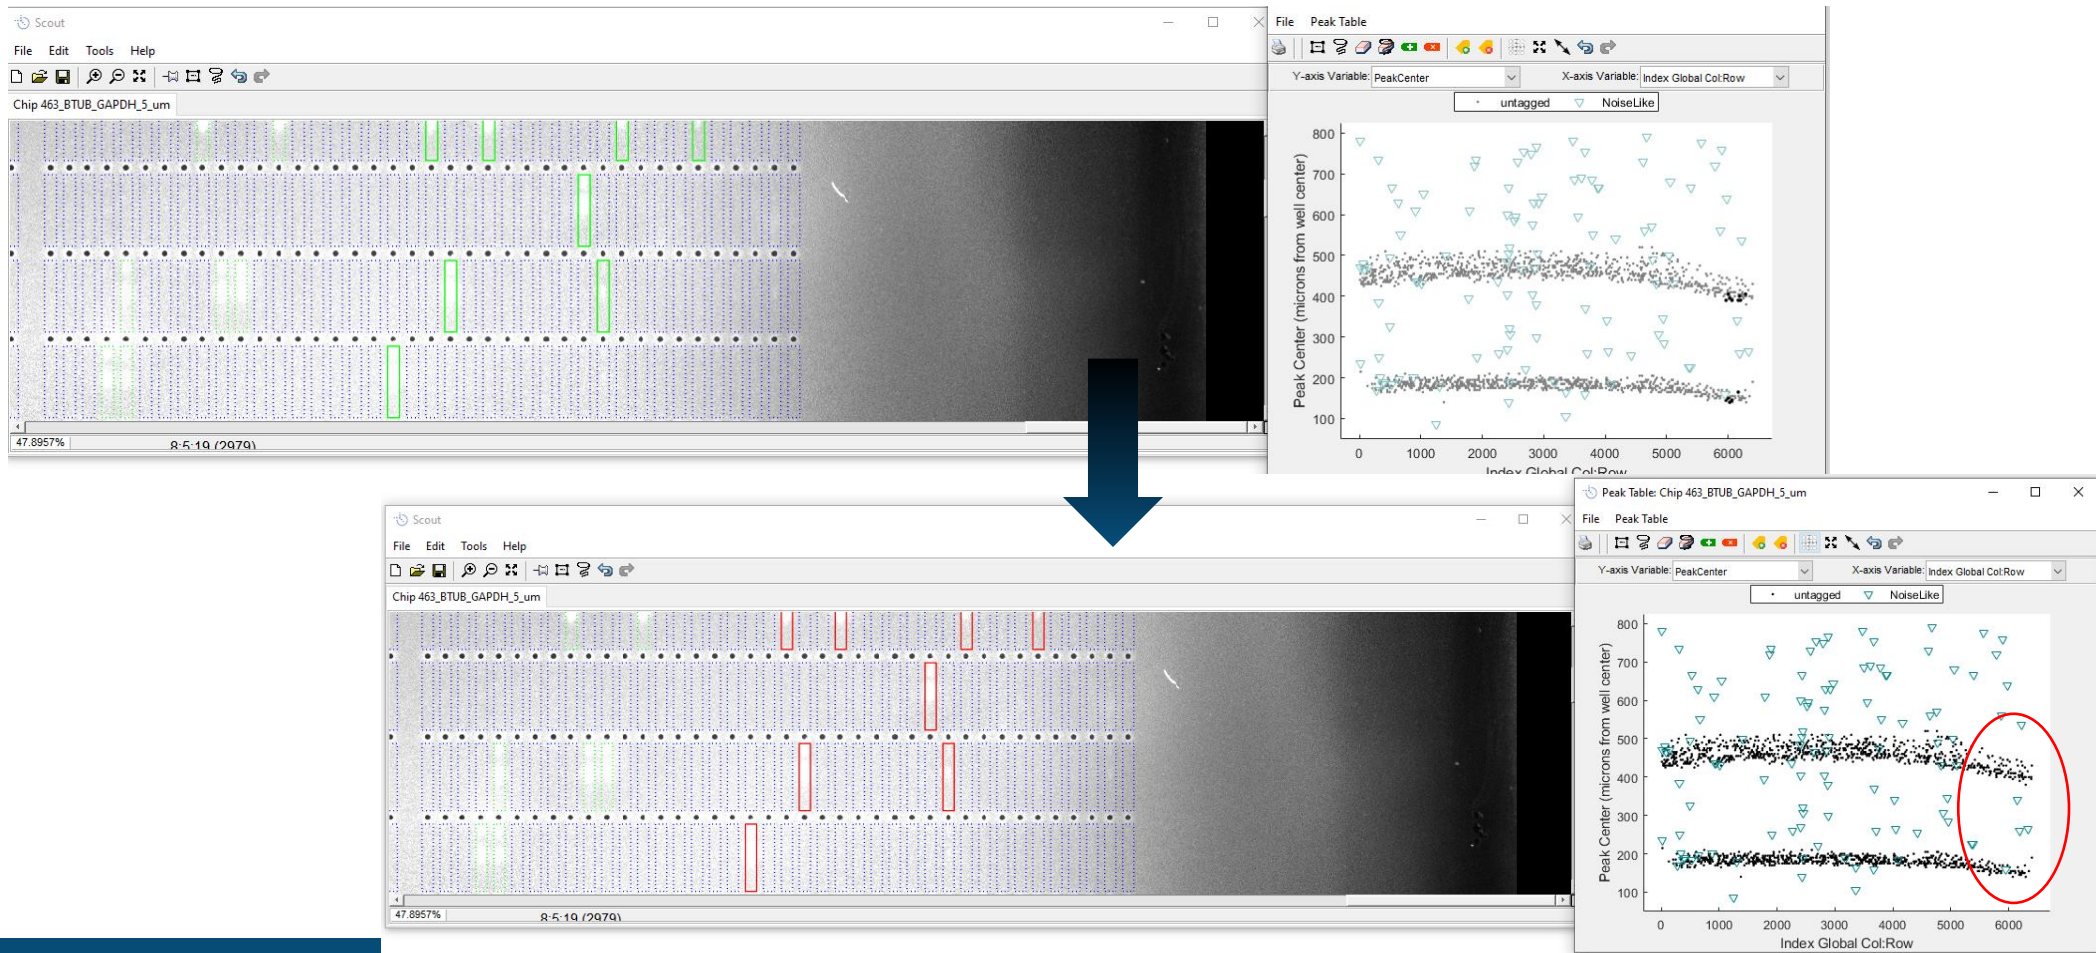 Scout
File Edit Tools Help
Chip 463_BTUB_GAPDH_5_um
47.8957%
8:5:19 (2979)
File Peak Table
Y-axis Variable: PeakCenter X-axis Variable: Index Global Col:Row
untagged NoiseLike
Peak Center (microns from well center)
800
700
600
500
400
300
200
100
0 1000 2000 3000 4000 5000 6000
Index Global Col:Row
Scout
File Edit Tools Help
Chip 463_BTUB_GAPDH_5_um
47.8957%
8:5:19 (2979)
Peak Table: Chip 463_BTUB_GAPDH_5_um
File Peak Table
Y-axis Variable: PeakCenter X-axis Variable: Index Global Col:Row
untagged NoiseLike
Peak Center (microns from well center)
800
700
600
500
400
300
200
100
0 1000 2000 3000 4000 5000 6000
Index Global Col:Row